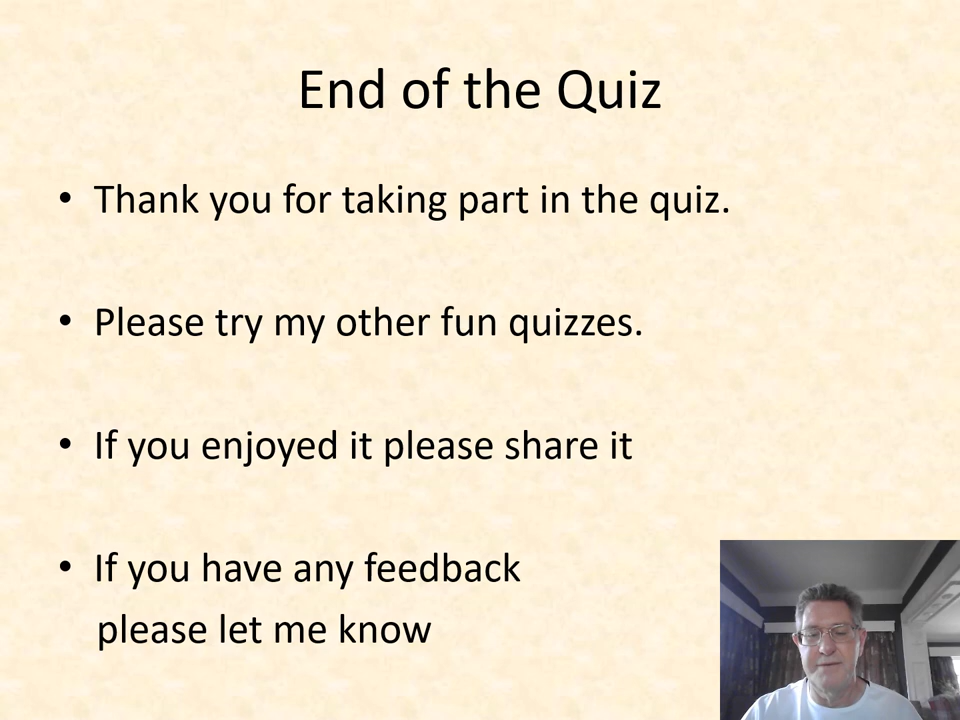 End of the Quiz
• Thank you for taking part in the quiz.
• Please try my other fun quizzes.
• If you enjoyed it please share it
• If you have any feedback
please let me know